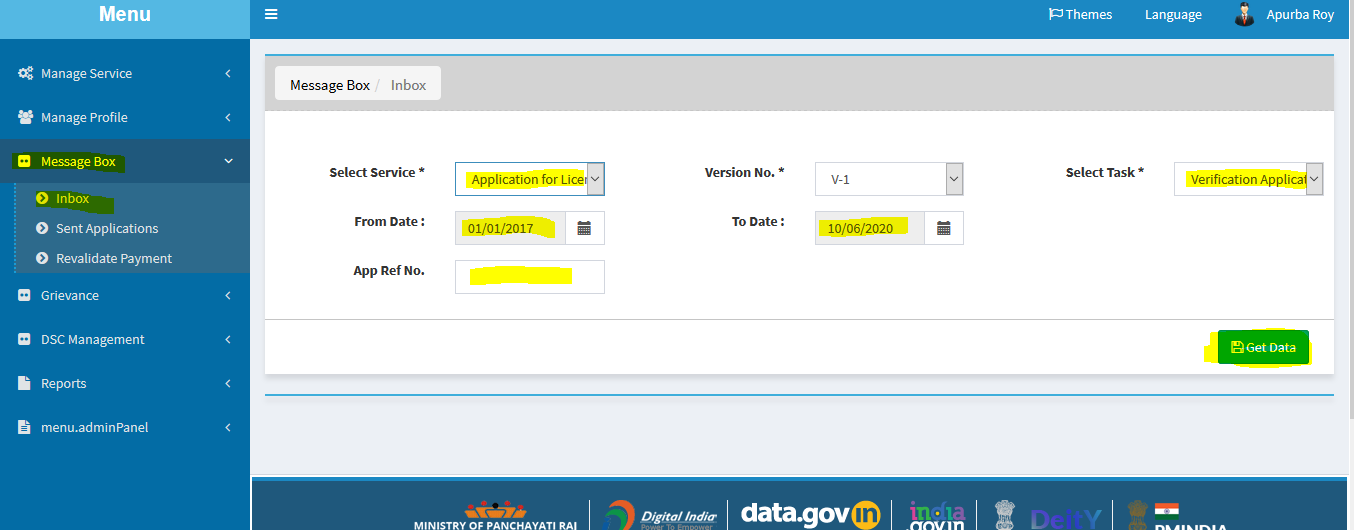 Menu
Themes
Language
Apurba Roy
Manage Service
Manage Profile
Message Box
Inbox
Sent Applications
Revalidate Payment
Grievance
DSC Management
Reports
menu.adminPanel
Message Box / Inbox
Select Service *
Application for Licen
Version No. *
V-1
Select Task *
Verification Applicat
From Date :
01/01/2017
To Date :
10/06/2020
App Ref No.
Get Data
MINISTRY OF PANCHAYATI RAJ
Digital India
Power To Empower
data.gov in
india
.gov.in
DeitY
PMINDIA